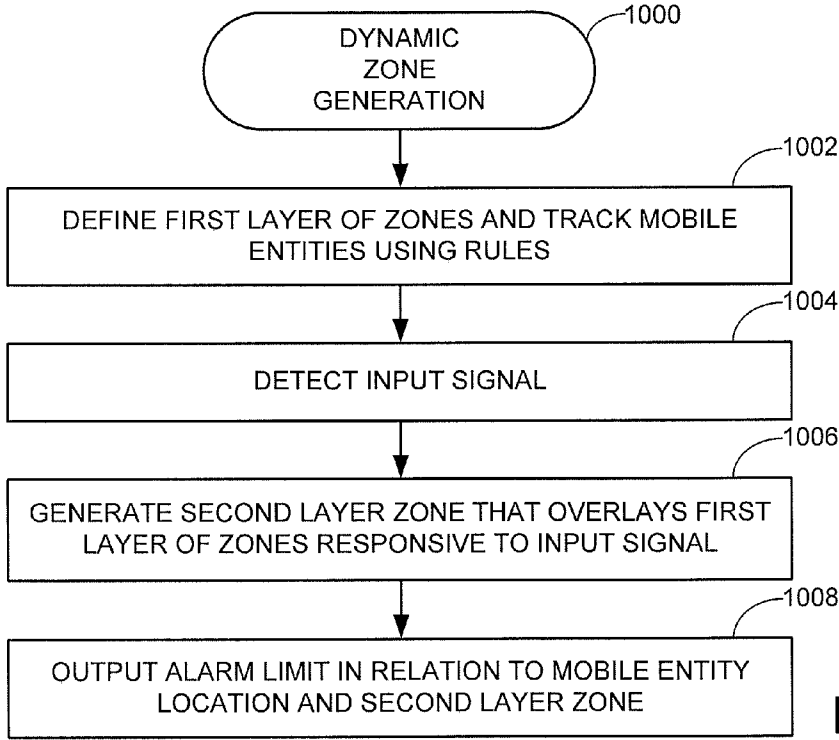 1000
DYNAMIC
ZONE
GENERATION
1002
DEFINE FIRST LAYER OF ZONES AND TRACK MOBILE
ENTITIES USING RULES
1004
DETECT INPUT SIGNAL
1006
GENERATE SECOND LAYER ZONE THAT OVERLAYS FIRST
LAYER OF ZONES RESPONSIVE TO INPUT SIGNAL
1008
OUTPUT ALARM LIMIT IN RELATION TO MOBILE ENTITY
LOCATION AND SECOND LAYER ZONE